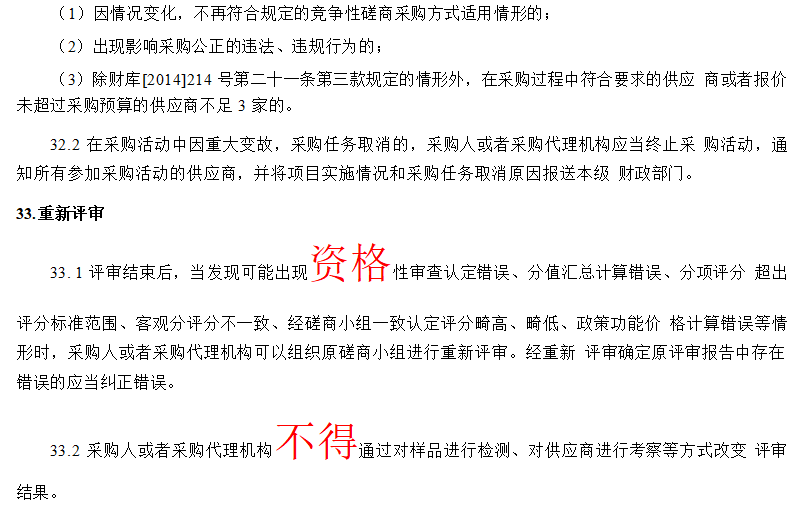 （1）因情况变化，不再符合规定的竞争性磋商采购方式适用情形的；
（2）出现影响采购公正的违法、违规行为的；
（3）除财库[2014]214 号第二十一条第三款规定的情形外，在采购过程中符合要求的供应 商或者报价
未超过采购预算的供应商不足 3 家的。
32.2 在采购活动中因重大变故，采购任务取消的，采购人或者采购代理机构应当终止采 购活动，通
知所有参加采购活动的供应商，并将项目实施情况和采购任务取消原因报送本级 财政部门。
33.重新评审
33. 1 评审结束后，当发现可能出现资格性审查认定错误、分值汇总计算错误、分项评分 超出
评分标准范围、客观分评分不一致、经磋商小组一致认定评分畸高、畸低、政策功能价 格计算错误等情
形时，采购人或者采购代理机构可以组织原磋商小组进行重新评审。经重新 评审确定原评审报告中存在
错误的应当纠正错误。
33.2 采购人或者采购代理机构不得通过对样品进行检测、对供应商进行考察等方式改变 评审
结果。